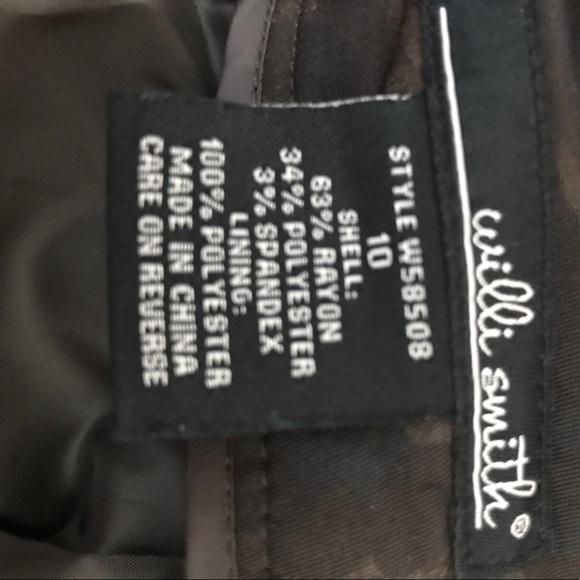 willi smith®
STYLE W58508
10
SHELL:
63% RAYON
34% POLYESTER
3% SPANDEX
LINING:
100% POLYESTER
MADE IN CHINA
CARE ON REVERSE